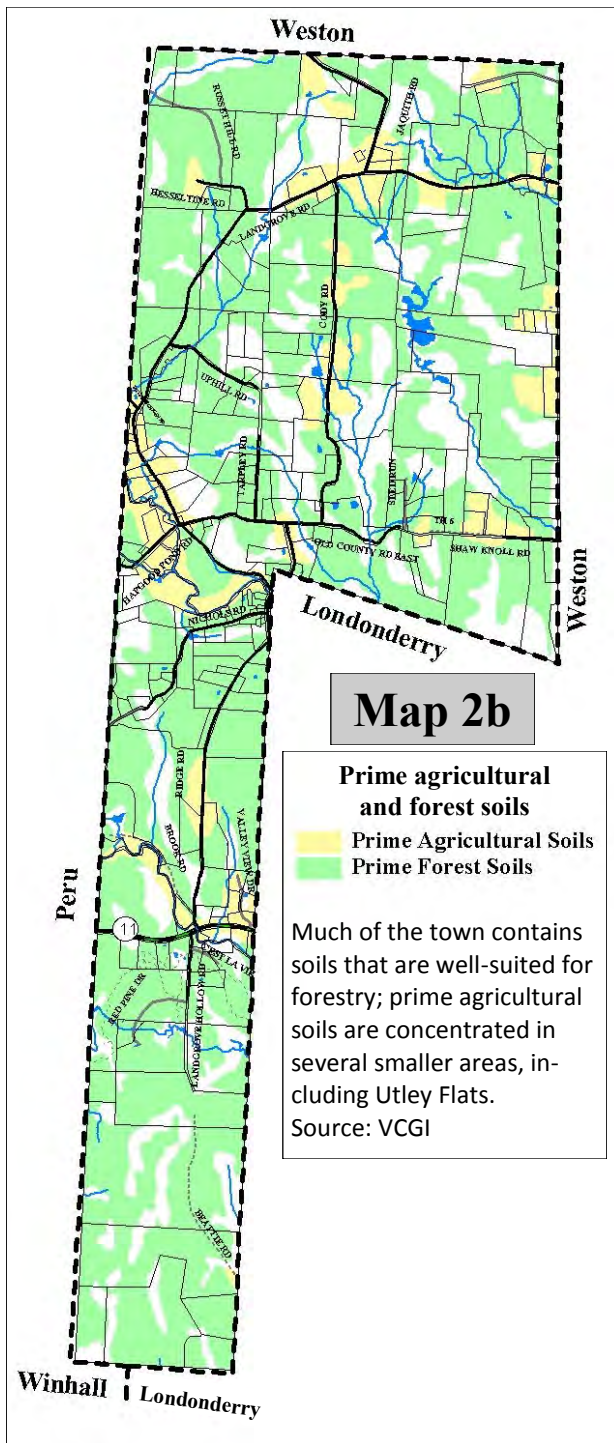 Weston
RUSSET HILL RD
JAQUITH RD
HESSELTINE RD
LANDGROVE RD
CODY RD
UPHILL RD
TARPLEY RD
TH 6
OLD COUNTY RD EAST
SHAW KNOLL RD
HAPGOOD POND RD
NICHOLS RD
Londonderry
Weston
Map 2b
Prime agricultural
and forest soils
Prime Agricultural Soils
Prime Forest Soils
Much of the town contains
soils that are well-suited for
forestry; prime agricultural
soils are concentrated in
several smaller areas, in-
cluding Utley Flats.
Source: VCGI
RIDGE RD
BROOK RD
VALLEY VIEW DR
Peru
11
RED PINE DR
LANDGROVE HOLLOW RD
BEATTIE RD
Winhall
Londonderry